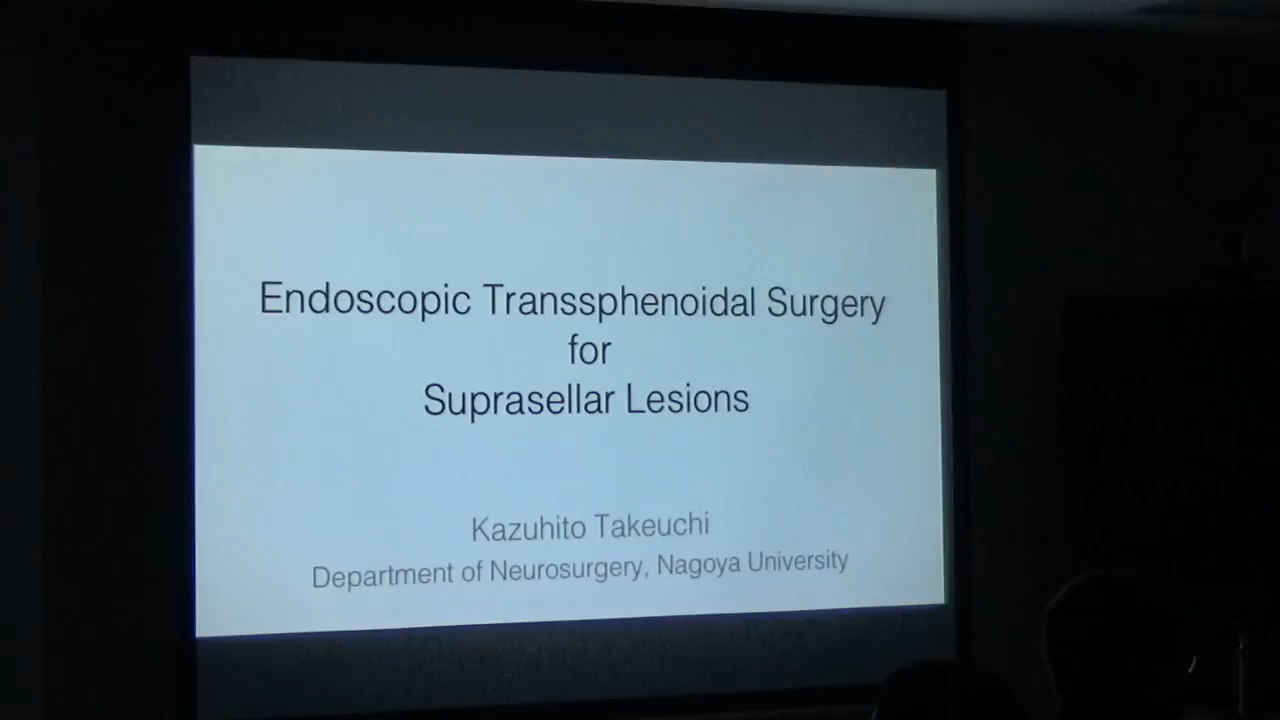 Endoscopic Transsphenoidal Surgery
for
Suprasellar Lesions
Kazuhito Takeuchi
Department of Neurosurgery, Nagoya University